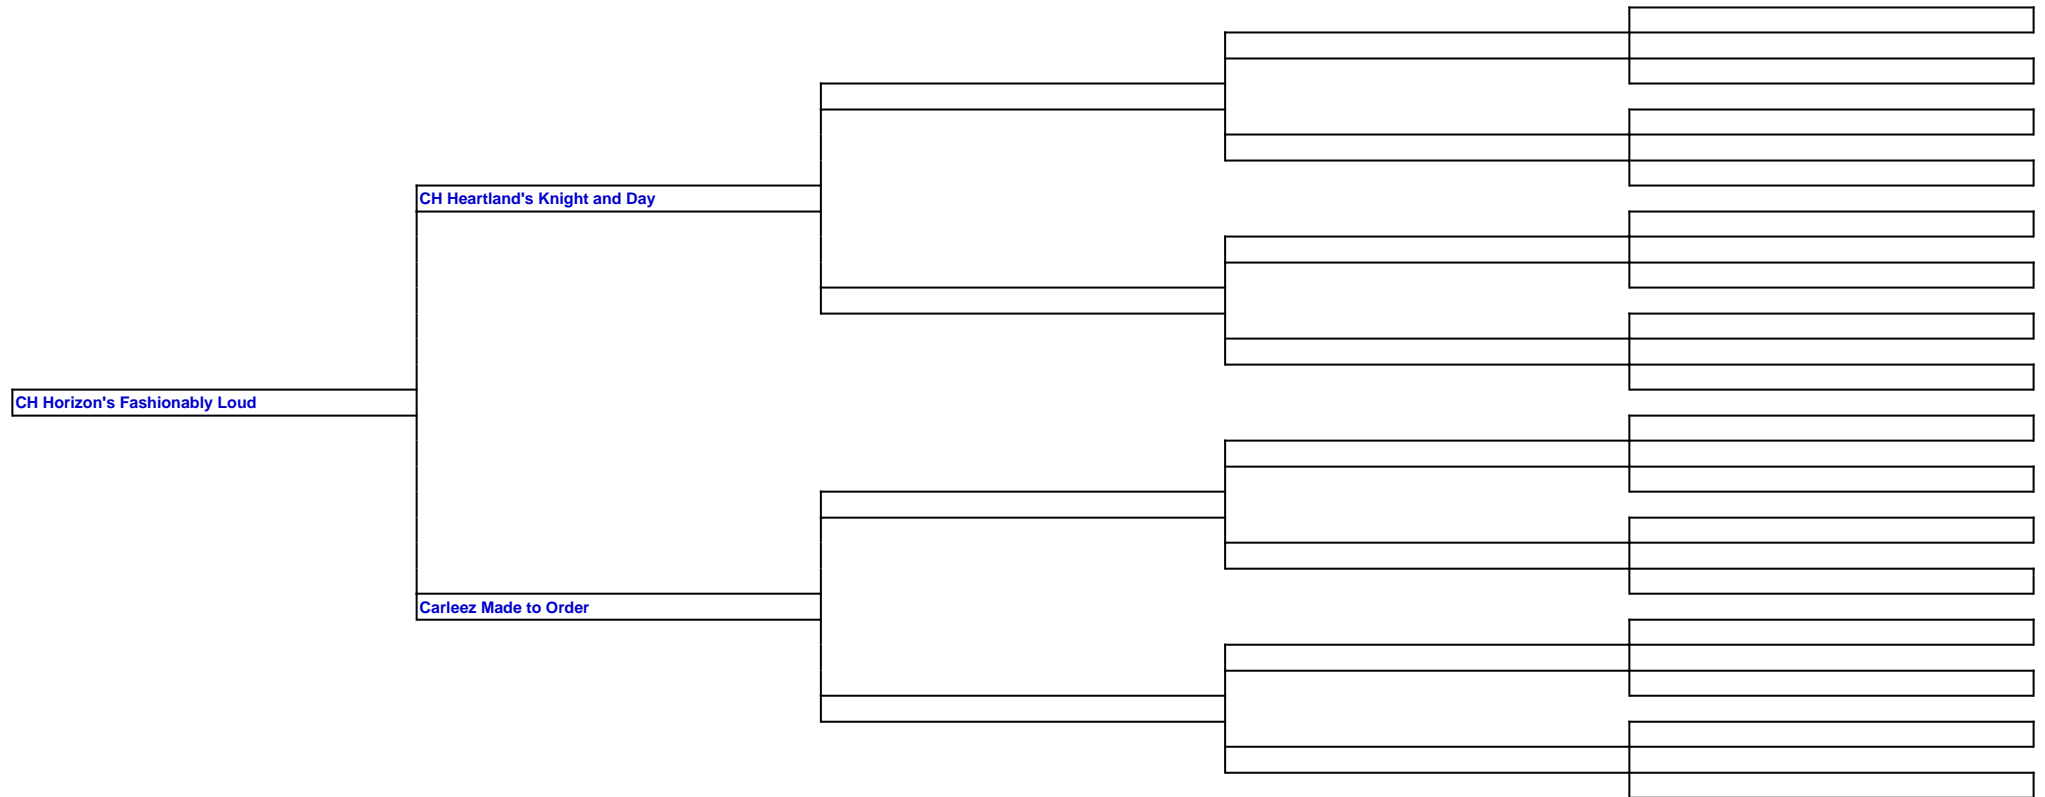 CH Heartland's Knight and Day
CH Horizon's Fashionably Loud
Carleez Made to Order